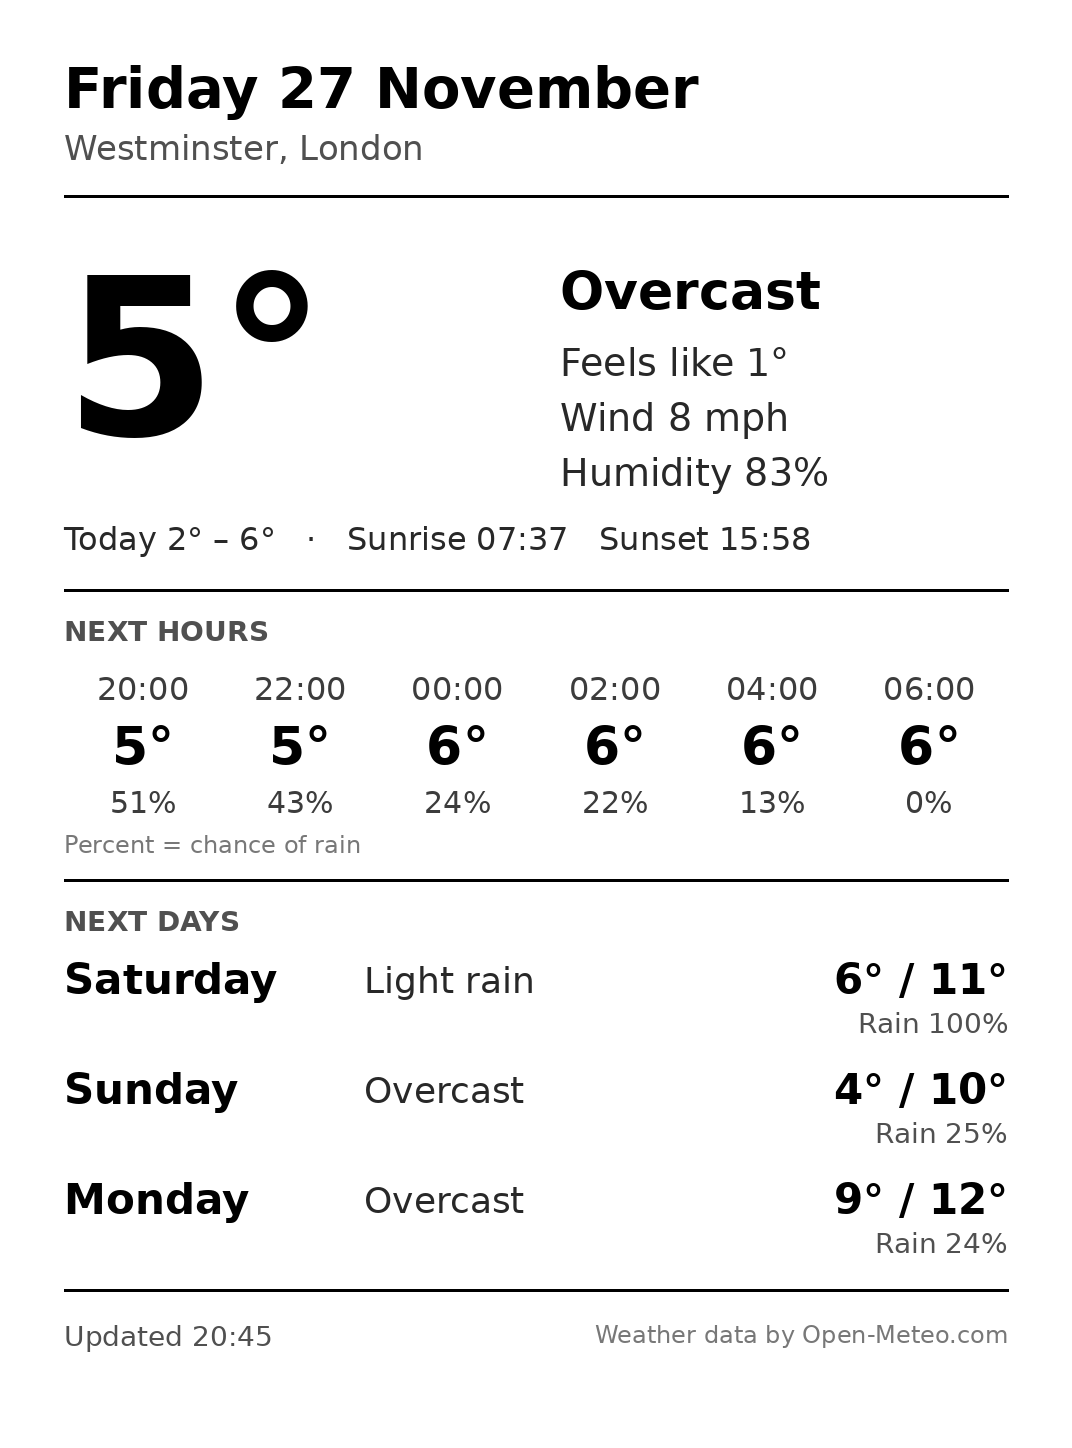 Friday 27 November
Westminster, London
5°
Overcast
Feels like 1°
Wind 8 mph
Humidity 83%
Today 2° – 6° · Sunrise 07:37 Sunset 15:58
NEXT HOURS
20:00 22:00 00:00 02:00 04:00 06:00
5° 5° 6° 6° 6° 6°
51% 43% 24% 22% 13% 0%
Percent = chance of rain
NEXT DAYS
Saturday Light rain 6° / 11°
Rain 100%
Sunday Overcast 4° / 10°
Rain 25%
Monday Overcast 9° / 12°
Rain 24%
Updated 20:45 Weather data by Open-Meteo.com